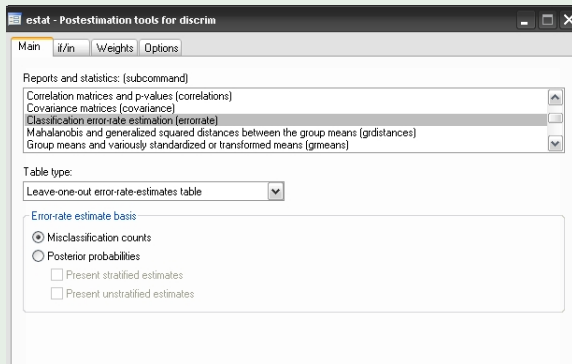 estat - Postestimation tools for discrim
Main if/in Weights Options
Reports and statistics: (subcommand)
Correlation matrices and p-values (correlations)
Covariance matrices (covariance)
Classification error-rate estimation (errorrate)
Mahalanobis and generalized squared distances between the group means (grdistances)
Group means and variously standardized or transformed means (grmeans)
Table type:
Leave-one-out error-rate-estimates table
Error-rate estimate basis
Misclassification counts
Posterior probabilities
Present stratified estimates
Present unstratified estimates